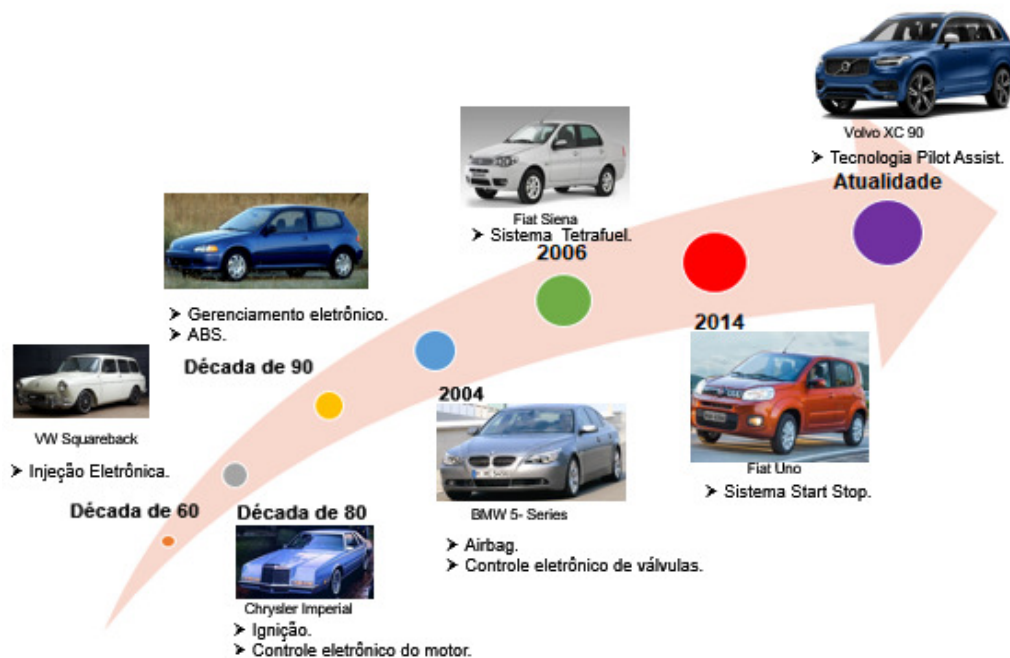 VW Squareback
➤ Injeção Eletrônica.
Década de 60
Década de 80
Chrysler Imperial
➤ Ignição.
➤ Controle eletrônico do motor.
➤ Gerenciamento eletrônico.
➤ ABS.
Década de 90
2004
BMW 5- Series
➤ Airbag.
➤ Controle eletrônico de válvulas.
Fiat Siena
➤ Sistema Tetrafuel.
2006
2014
Fiat Uno
➤ Sistema Start Stop.
Volvo XC 90
➤ Tecnologia Pilot Assist.
Atualidade